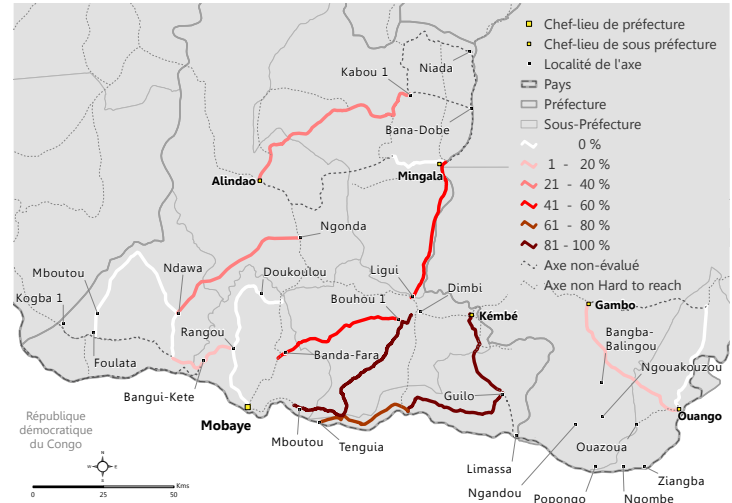 Chef-lieu de préfecture
Chef-lieu de sous préfecture
Localité de l'axe
Pays
Préfecture
Sous-Préfecture
0 %
1 - 20 %
21 - 40 %
41 - 60 %
61 - 80 %
81 - 100 %
Axe non-évalué
Axe non Hard to reach
Niada
Kabou 1
Bana-Dobe
Mingala
Alindao
Ngonda
Mboutou
Ndawa
Doukoulou
Ligui
Dimbi
Kogba 1
Bouhou 1
Kémbé
Gambo
Rangou
Bangba-
Balingou
Foulata
Banda-Fara
Ngouakouzou
Bangui-Kete
Guilo
République
démocratique
du Congo
Mobaye
Ouango
Mboutou
Tenguia
Ouazoua
Limassa
Ngandou
Ziangba
Popongo
Ngombe
N
W
E
S
Kms
0
25
50